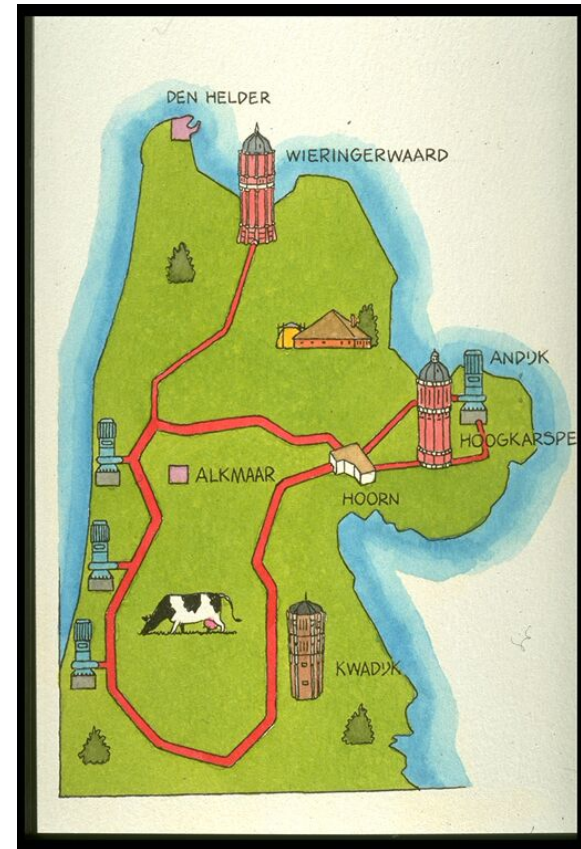 DEN HELDER
WIERINGERWAARD
ANDIJK
HOOGKARSPE
ALKMAAR
HOORN
KWADIJK